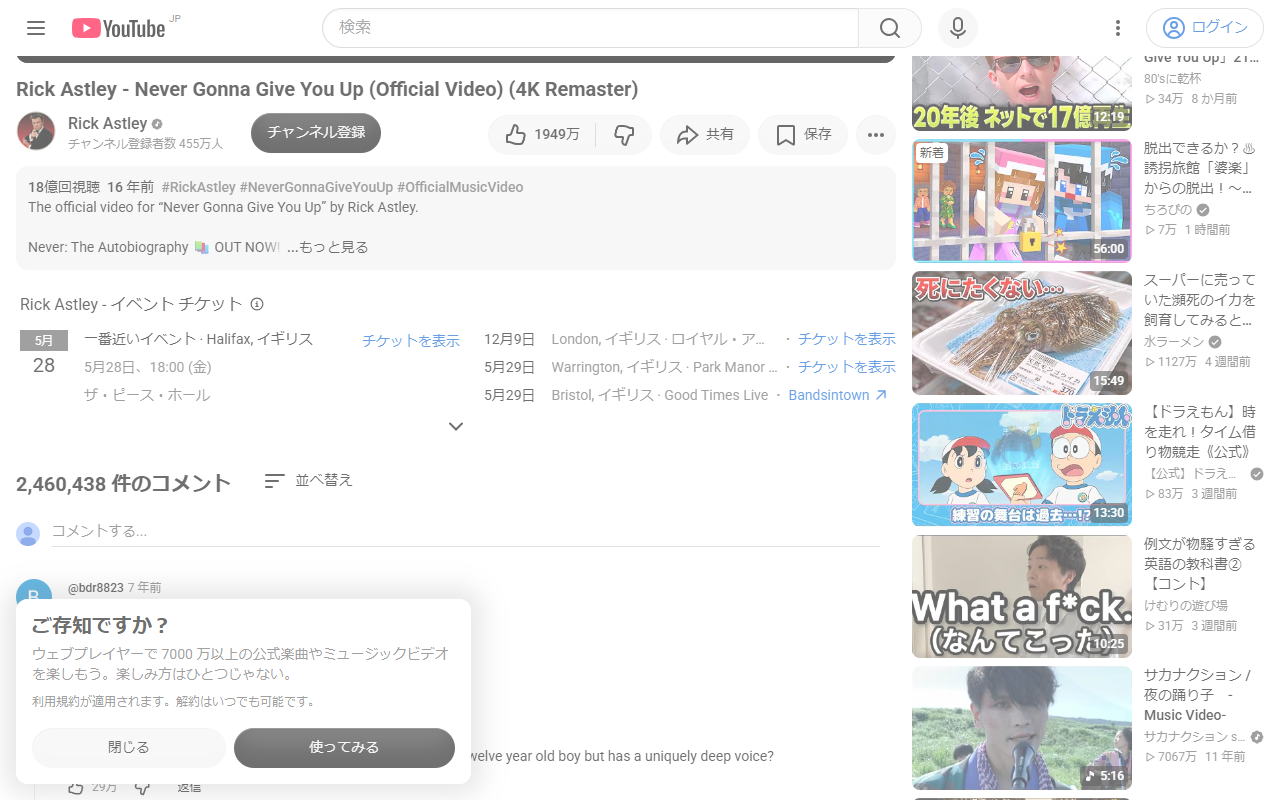 YouTube JP
検索
ログイン
Rick Astley - Never Gonna Give You Up (Official Video) (4K Remaster)
Rick Astley
チャンネル登録者数 455万人
チャンネル登録
1949万
共有
保存
18億回視聴 16 年前 #RickAstley #NeverGonnaGiveYouUp #OfficialMusicVideo
The official video for “Never Gonna Give You Up” by Rick Astley.
Never: The Autobiography 📚 OUT NOW! ...もっと見る
Rick Astley - イベント チケット
5月
28
一番近いイベント · Halifax, イギリス
チケットを表示
5月28日、18:00 (金)
ザ・ピース・ホール
12月9日 London, イギリス · ロイヤル・ア... · チケットを表示
5月29日 Warrington, イギリス · Park Manor ... · チケットを表示
5月29日 Bristol, イギリス · Good Times Live · Bandsintown
2,460,438 件のコメント
並べ替え
コメントする...
B
@bdr8823 7 年前
welve year old boy but has a uniquely deep voice?
29万
返信
ご存知ですか？
ウェブプレイヤーで 7000 万以上の公式楽曲やミュージックビデオ
を楽しもう。楽しみ方はひとつじゃない。
利用規約が適用されます。解約はいつでも可能です。
閉じる
使ってみる
20年後 ネットで17億再生
12:19
Give You Up」21...
80'sに乾杯
34万 8 か月前
新着
56:00
脱出できるか？♨
誘拐旅館「婆楽」
からの脱出！～...
ちろぴの
7万 1 時間前
死にたくない…
15:49
スーパーに売って
いた瀕死のイカを
飼育してみると...
水ラーメン
1127万 4 週間前
ドラえもん
練習の舞台は過去…!?
13:30
【ドラえもん】時
を走れ！タイム借
り物競走《公式》
【公式】ドラえ...
83万 3 週間前
What a f*ck.
（なんてこった）
10:25
例文が物騒すぎる
英語の教科書②
【コント】
けむりの遊び場
31万 3 週間前
5:16
サカナクション /
夜の踊り子 -
Music Video-
サカナクション s...
7067万 11 年前